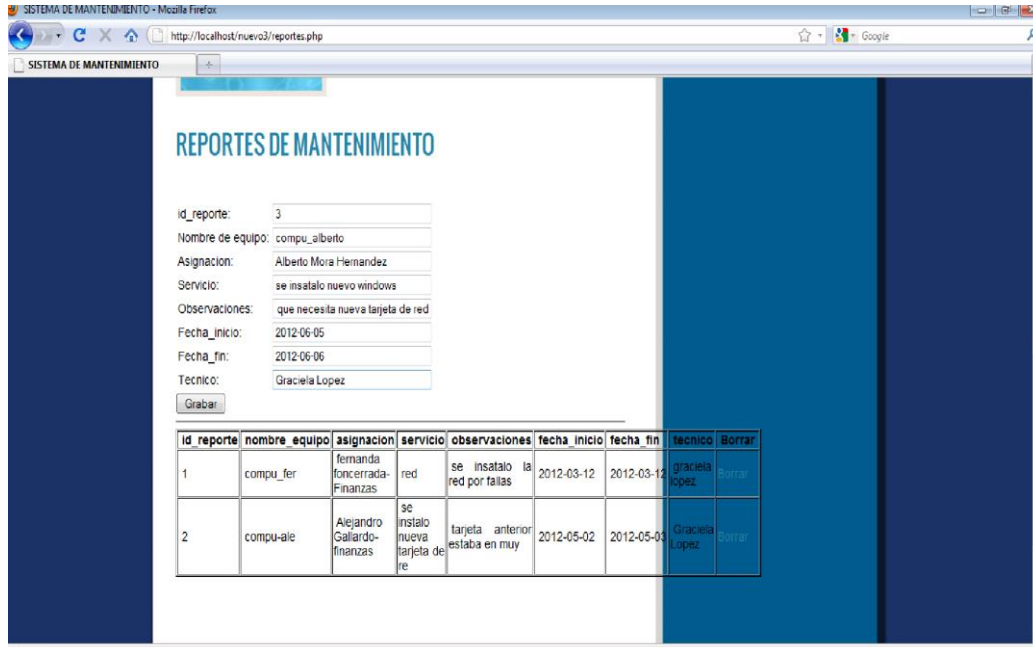 SISTEMA DE MANTENIMIENTO - Mozilla Firefox
http://localhost/nuevo3/reportes.php
Google
SISTEMA DE MANTENIMIENTO
REPORTES DE MANTENIMIENTO
id_reporte: 3
Nombre de equipo: compu_alberto
Asignacion: Alberto Mora Hernandez
Servicio: se insatalo nuevo windows
Observaciones: que necesita nueva tarjeta de red
Fecha_inicio: 2012-06-05
Fecha_fin: 2012-06-06
Tecnico: Graciela Lopez
Grabar
id_reporte nombre_equipo asignacion servicio observaciones fecha_inicio fecha_fin tecnico Borrar
1 compu_fer fernanda foncerrada-Finanzas red se insatalo la red por fallas 2012-03-12 2012-03-12 graciela lopez Borrar
2 compu-ale Alejandro Gallardo-finanzas se instalo nueva tarjeta de re tarjeta anterior estaba en muy 2012-05-02 2012-05-03 Graciela Lopez Borrar